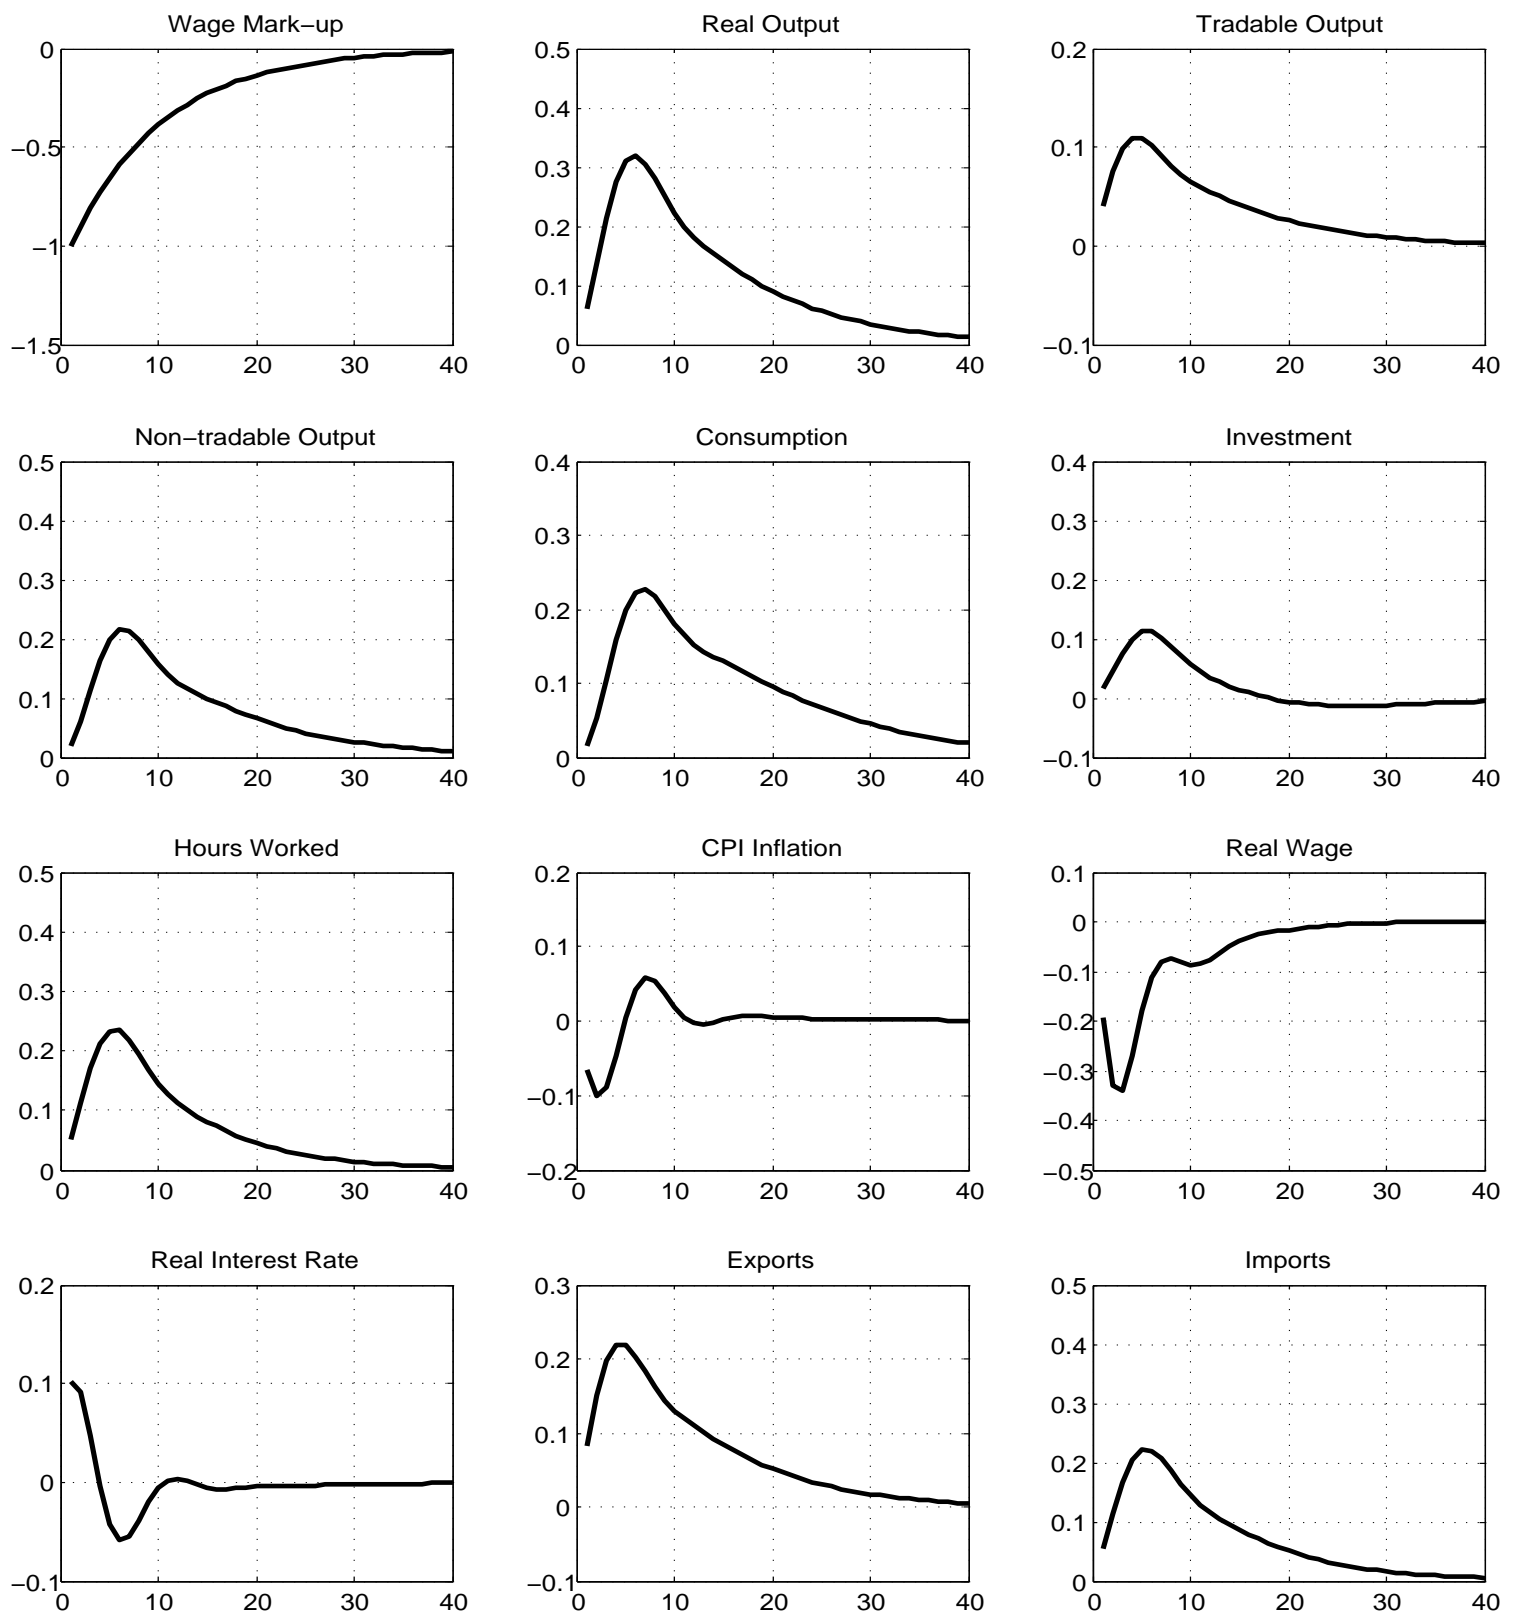 Wage Mark−up
Real Output
Tradable Output
0
−0.5
−1
−1.5
0 10 20 30 40
0.5
0.4
0.3
0.2
0.1
0
0 10 20 30 40
0.2
0.1
0
−0.1
0 10 20 30 40
Non−tradable Output
Consumption
Investment
0.5
0.4
0.3
0.2
0.1
0
0 10 20 30 40
0.4
0.3
0.2
0.1
0
0 10 20 30 40
0.4
0.3
0.2
0.1
0
−0.1
0 10 20 30 40
Hours Worked
CPI Inflation
Real Wage
0.5
0.4
0.3
0.2
0.1
0
0 10 20 30 40
0.2
0.1
0
−0.1
−0.2
0 10 20 30 40
0.1
0
−0.1
−0.2
−0.3
−0.4
−0.5
0 10 20 30 40
Real Interest Rate
Exports
Imports
0.2
0.1
0
−0.1
0 10 20 30 40
0.3
0.2
0.1
0
−0.1
0 10 20 30 40
0.5
0.4
0.3
0.2
0.1
0
0 10 20 30 40